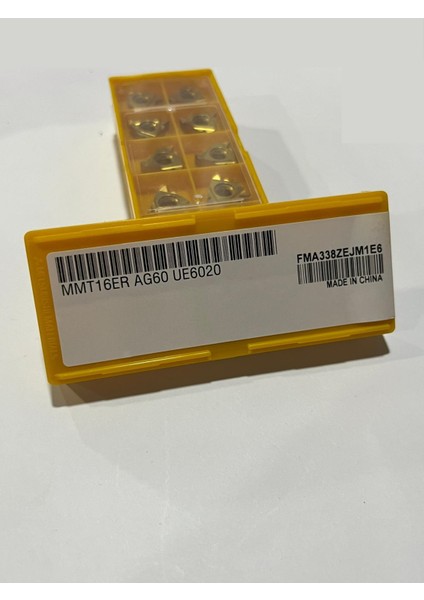 MMT16ER AG60 UE6020
FMA338ZEJM1E6
MADE IN CHINA